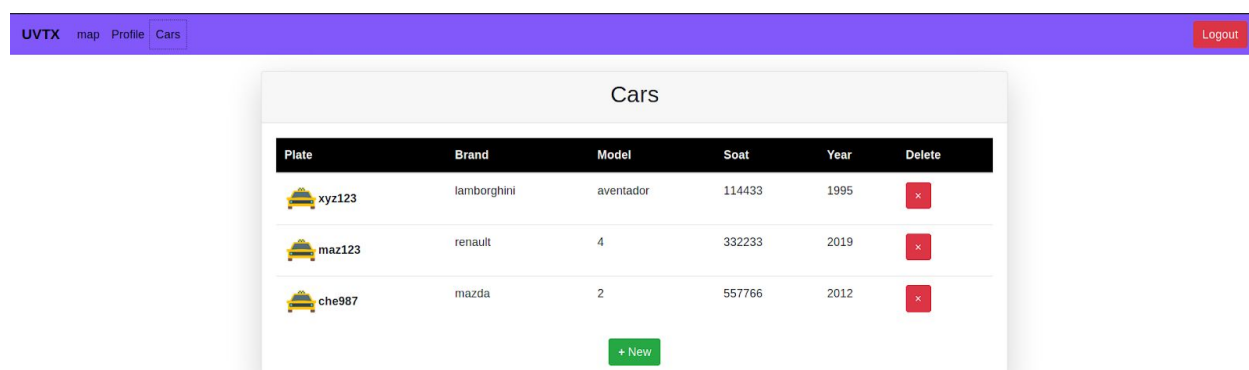 UVTX map Profile Cars Logout
Cars
Plate Brand Model Soat Year Delete
xyz123 lamborghini aventador 114433 1995 ×
maz123 renault 4 332233 2019 ×
che987 mazda 2 557766 2012 ×
+ New